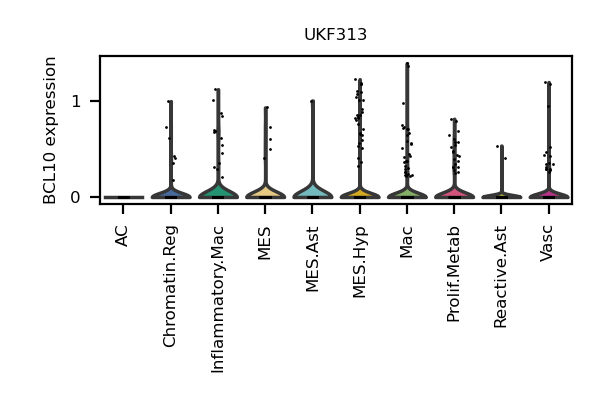 UKF313
BCL10 expression
1
0
AC
Chromatin.Reg
Inflammatory.Mac
MES
MES.Ast
MES.Hyp
Mac
Prolif.Metab
Reactive.Ast
Vasc